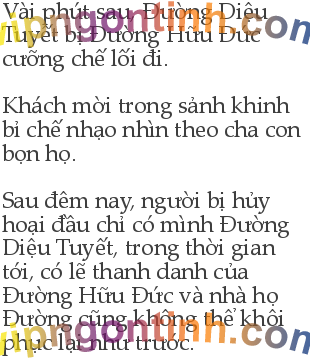 Vài phút sau, Đường Diệu
Tuyết bị Đường Hữu Đức
cưỡng chế lối đi.
Khách mời trong sảnh khinh
bỉ chế nhạo nhìn theo cha con
bọn họ.
Sau đêm nay, người bị hủy
hoại đâu chỉ có mình Đường
Diệu Tuyết, trong thời gian
tới, có lẽ thanh danh của
Đường Hữu Đức và nhà họ
Đường cũng không thể khôi
phục lại như trước.
vipngontinh.com
vipngontinh.com